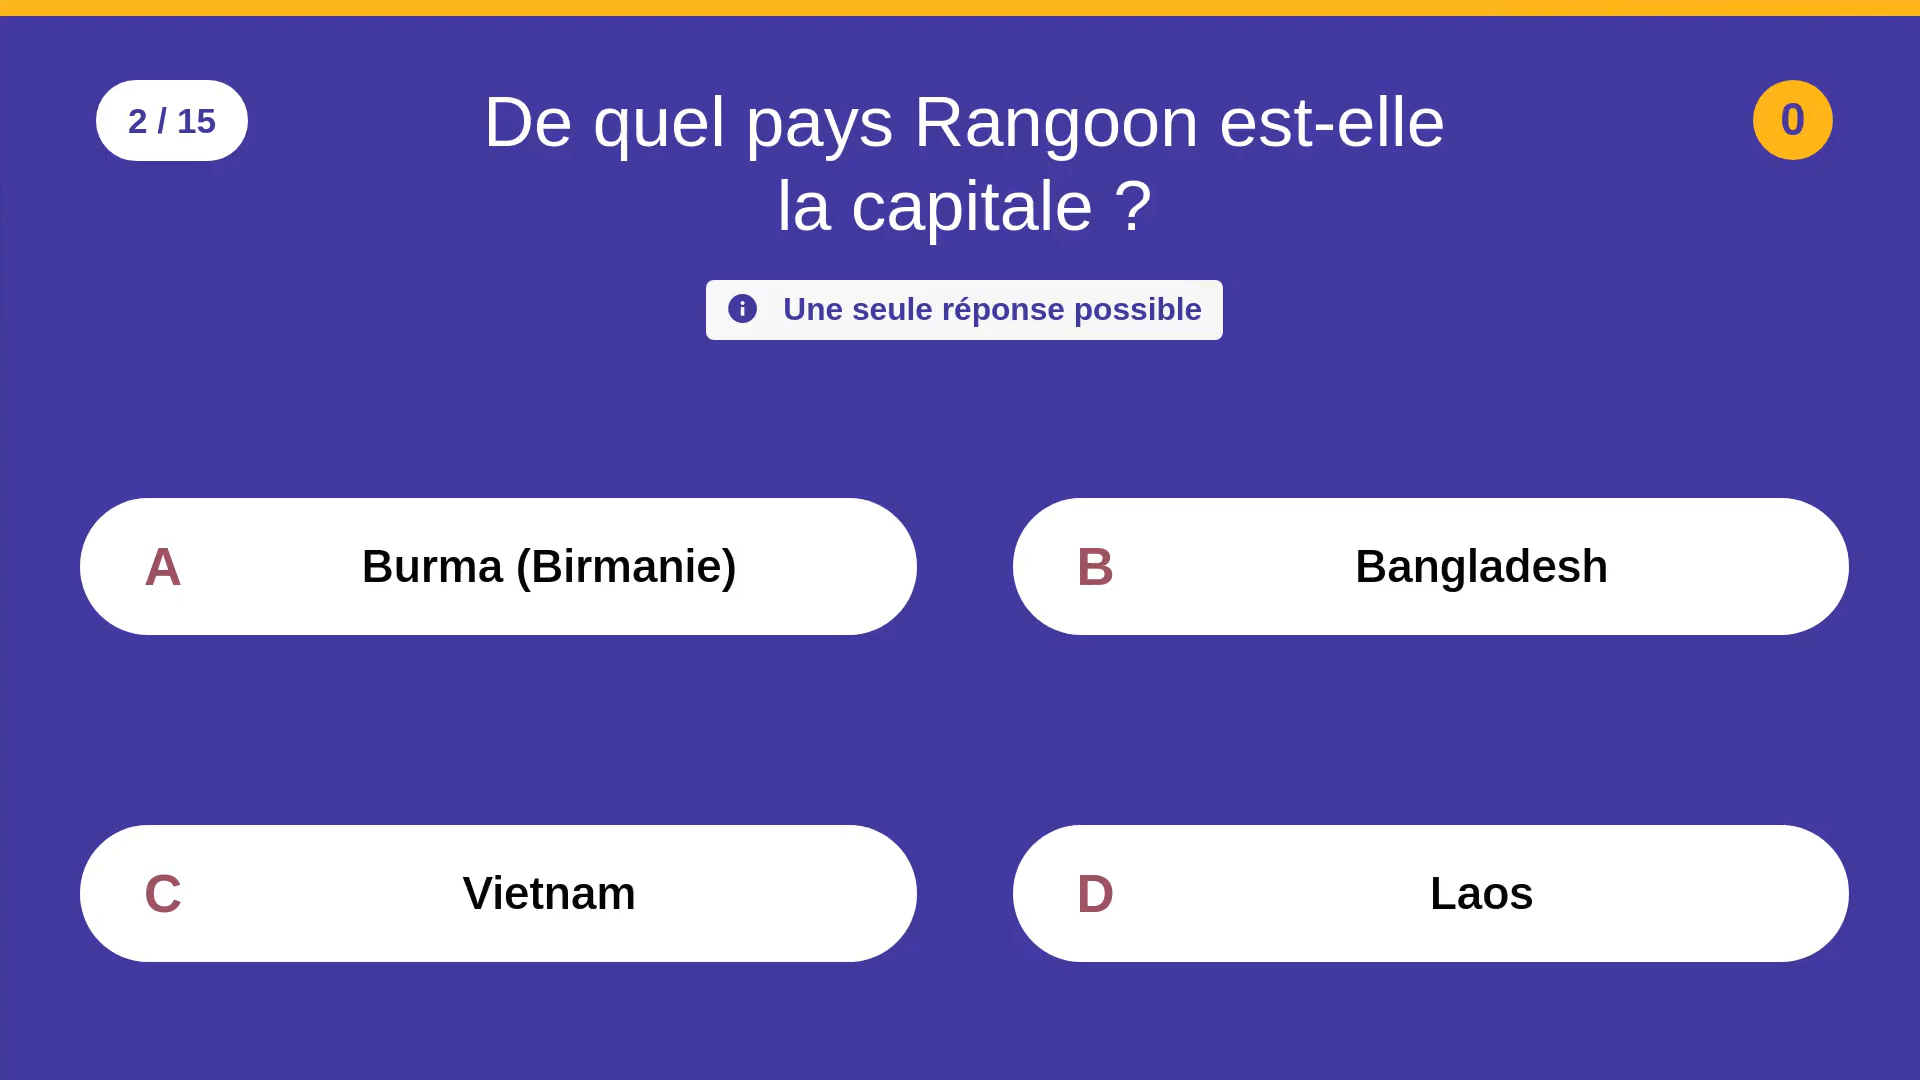 2 / 15
De quel pays Rangoon est-elle
la capitale ?
0
Une seule réponse possible
A Burma (Birmanie)
B Bangladesh
C Vietnam
D Laos